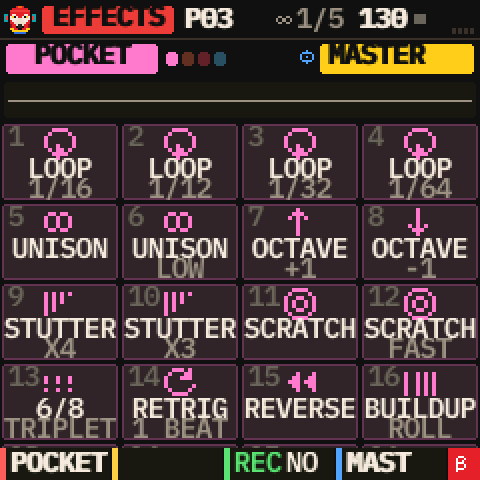 EFFECTS P03 ∞1/5 130
POCKET MASTER
1 2 3 4
LOOP LOOP LOOP LOOP
1/16 1/12 1/32 1/64
5 6 7 8
UNISON UNISON OCTAVE OCTAVE
LOW +1 -1
9 10 11 12
STUTTER STUTTER SCRATCH SCRATCH
X4 X3 FAST
13 14 15 16
6/8 RETRIG REVERSE BUILDUP
TRIPLET 1 BEAT ROLL
POCKET REC NO MAST β